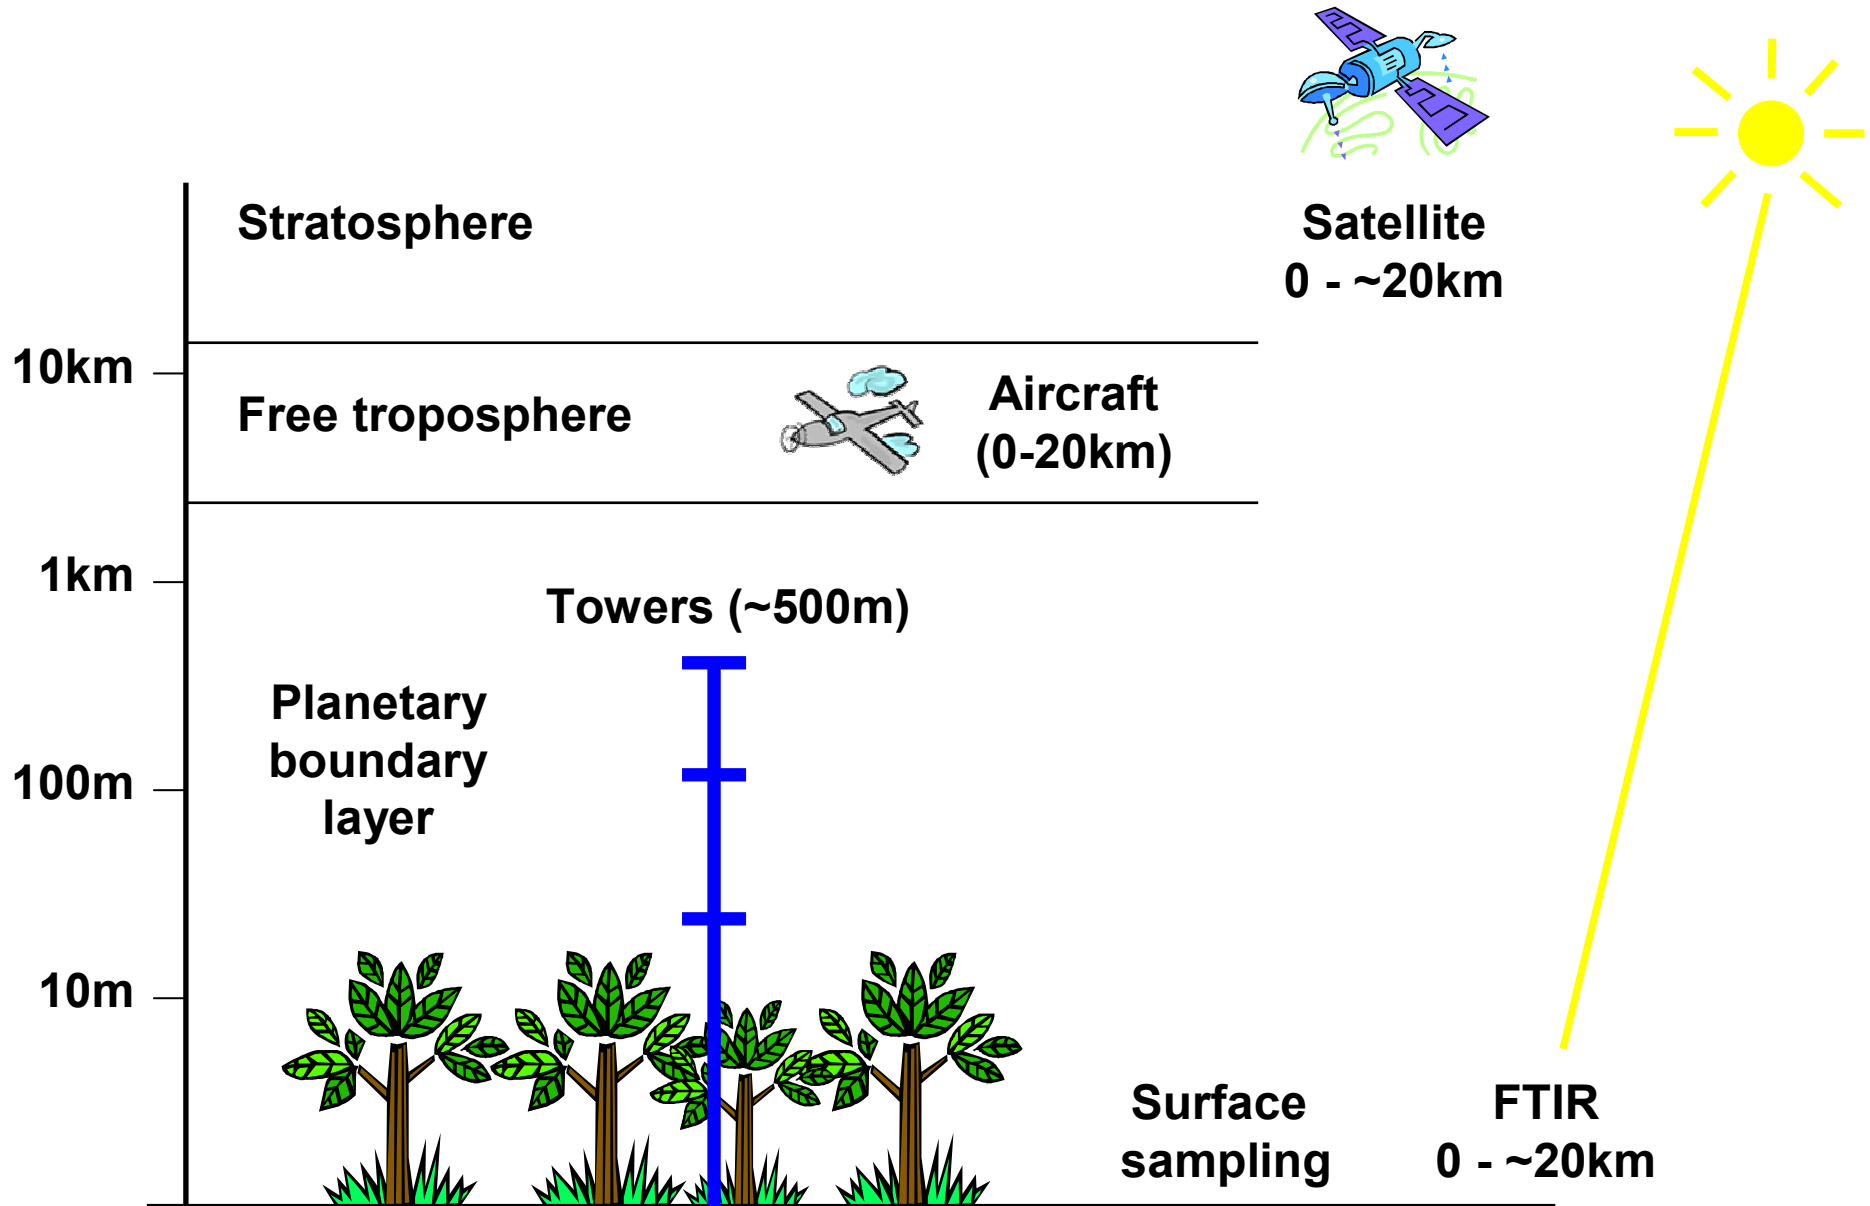 Stratosphere
Satellite
0 - ~20km
10km
Free troposphere
Aircraft
(0-20km)
1km
Towers (~500m)
Planetary
boundary
layer
100m
10m
Surface
sampling
FTIR
0 - ~20km